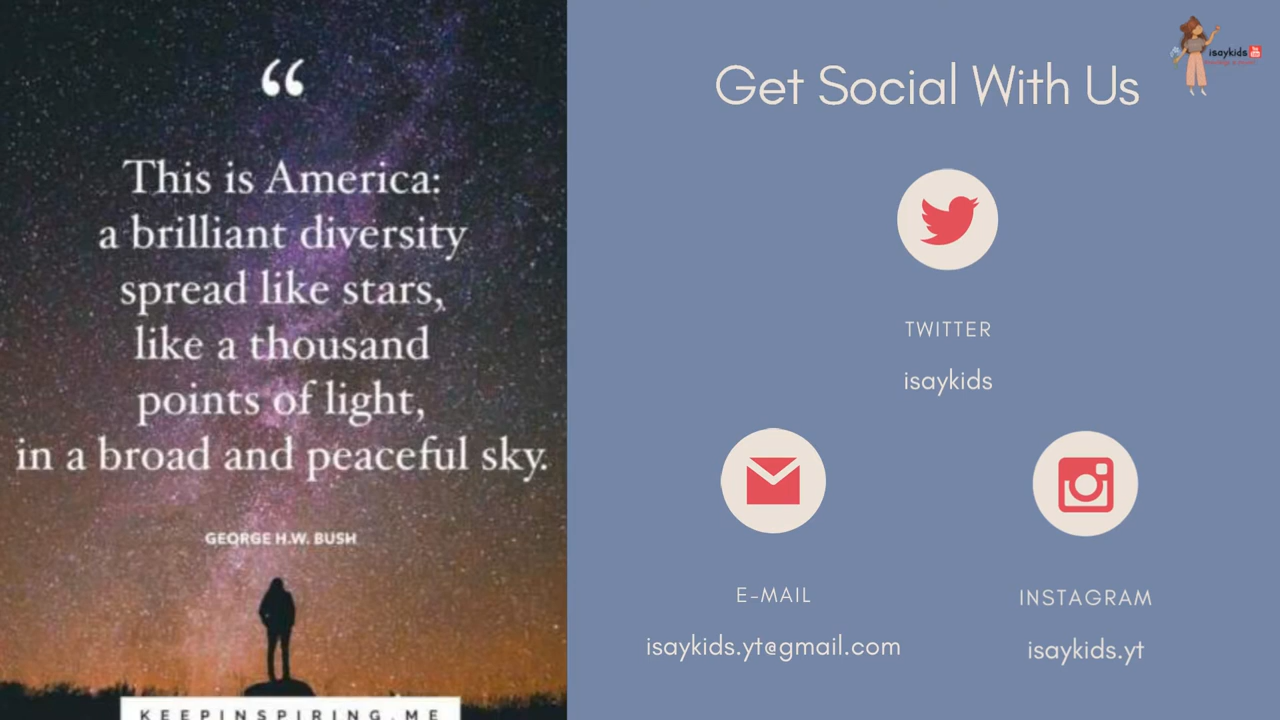 “
This is America:
a brilliant diversity
spread like stars,
like a thousand
points of light,
in a broad and peaceful sky.
GEORGE H.W. BUSH
KEEPINSPIRING.ME
Get Social With Us
isaykids
TWITTER
isaykids
E-MAIL
isaykids.yt@gmail.com
INSTAGRAM
isaykids.yt